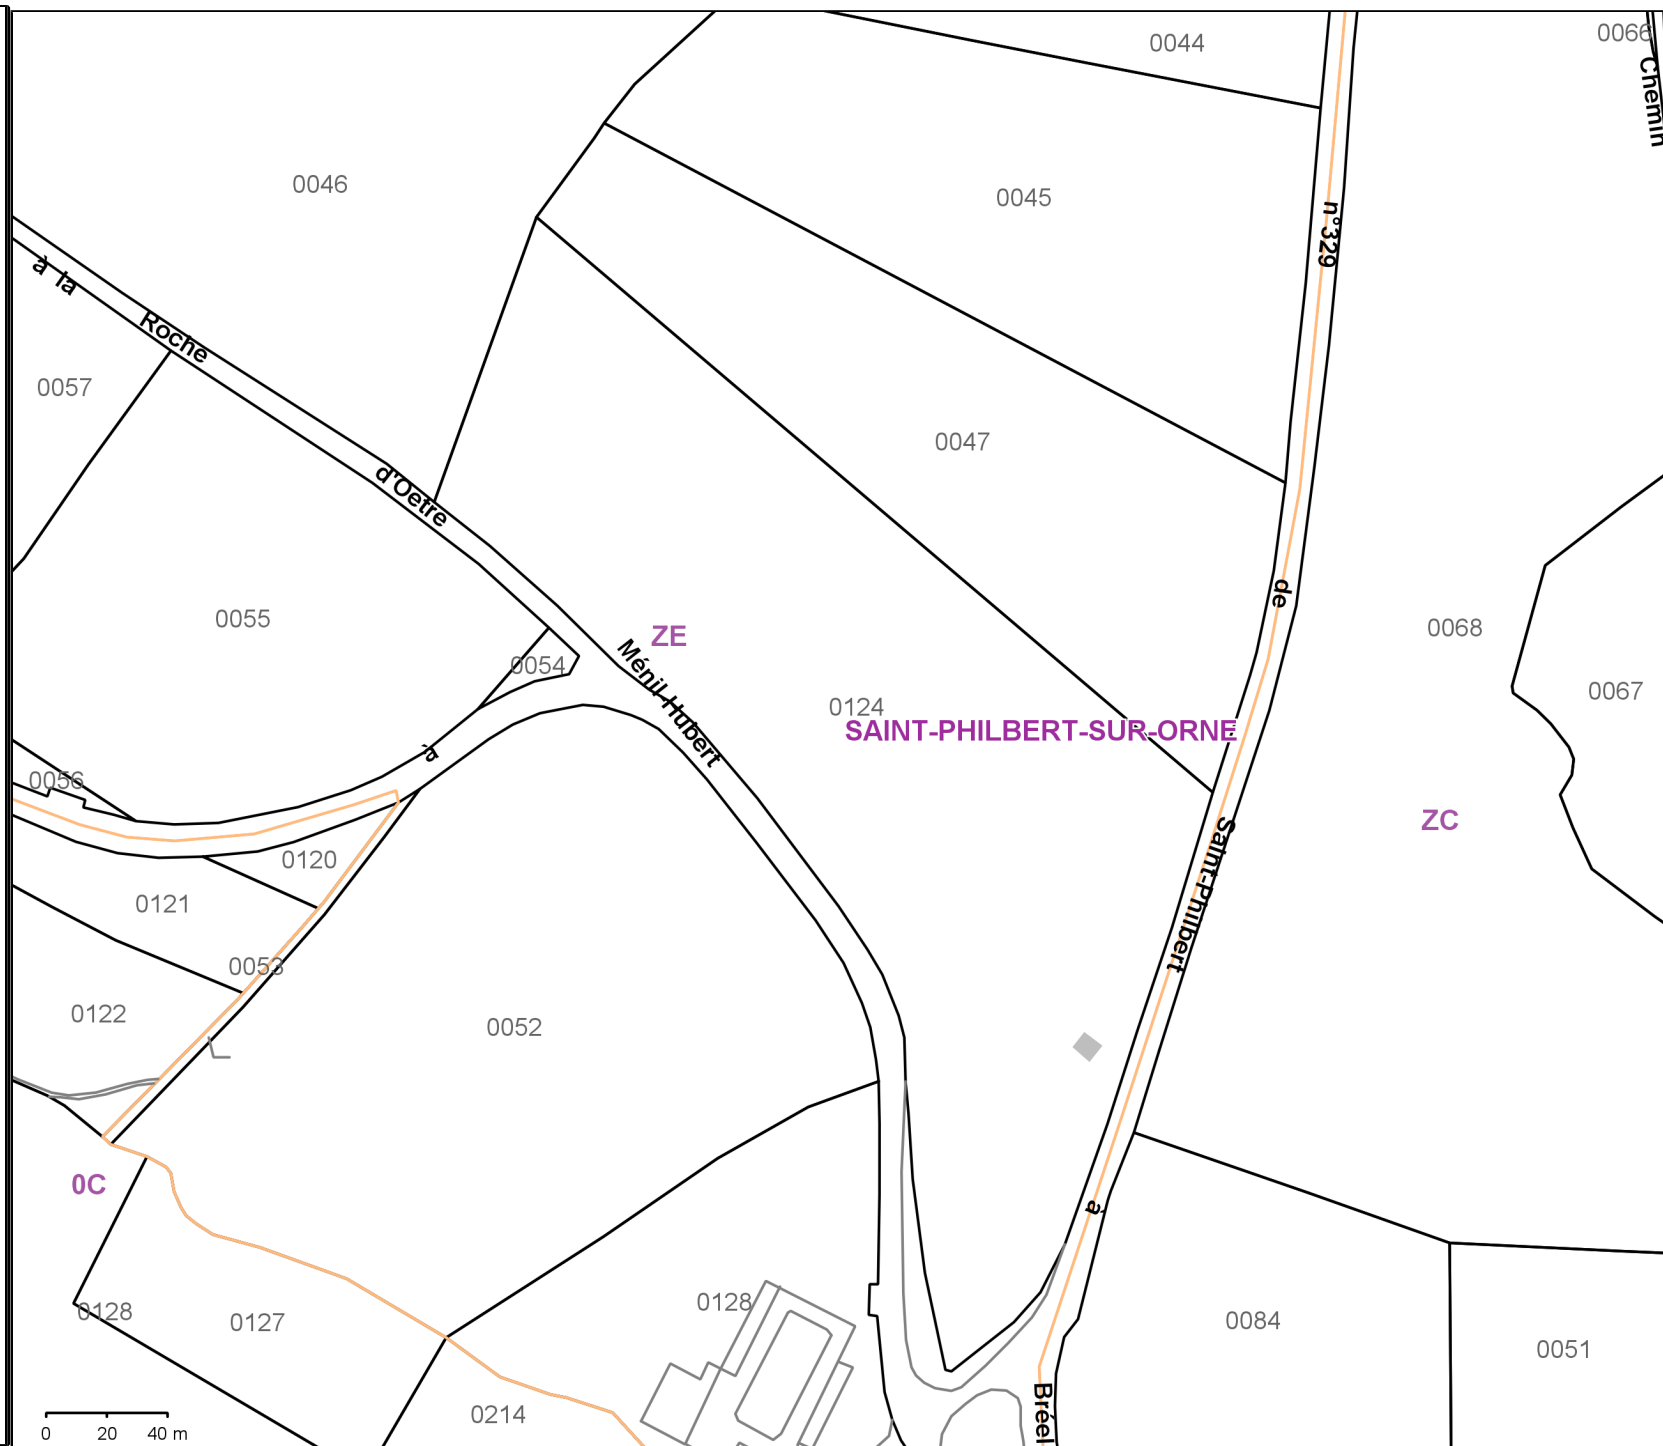 0044
0066
Chemin
0046
0045
n°329
à la
Roche
0057
0047
d'Oetre
de
0055
0068
ZE
0054
Ménil-Hubert
0067
0124
SAINT-PHILBERT-SUR-ORNE
à
0056
ZC
Saint-Philbert
0120
0121
0053
0122
0052
0C
à
0128
0127
0128
0084
0051
0214
Bréel
0 20 40 m